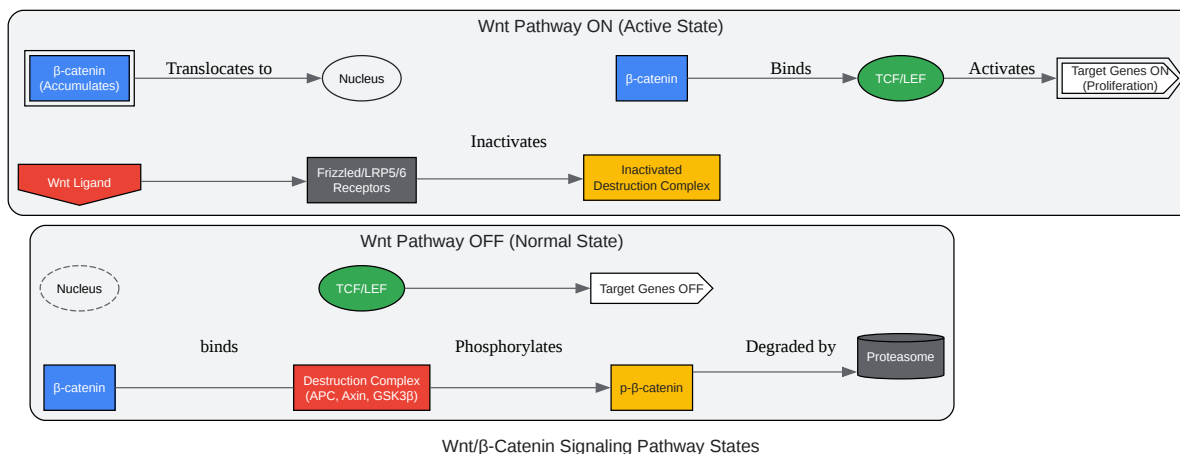 Wnt Pathway ON (Active State)
β-catenin
(Accumulates)
Translocates to
Nucleus
β-catenin
Binds
TCF/LEF
Activates
Target Genes ON
(Proliferation)
Wnt Ligand
Frizzled/LRP5/6
Receptors
Inactivates
Inactivated
Destruction Complex
Wnt Pathway OFF (Normal State)
Nucleus
TCF/LEF
Target Genes OFF
β-catenin
binds
Destruction Complex
(APC, Axin, GSK3β)
Phosphorylates
p-β-catenin
Degraded by
Proteasome
Wnt/β-Catenin Signaling Pathway States